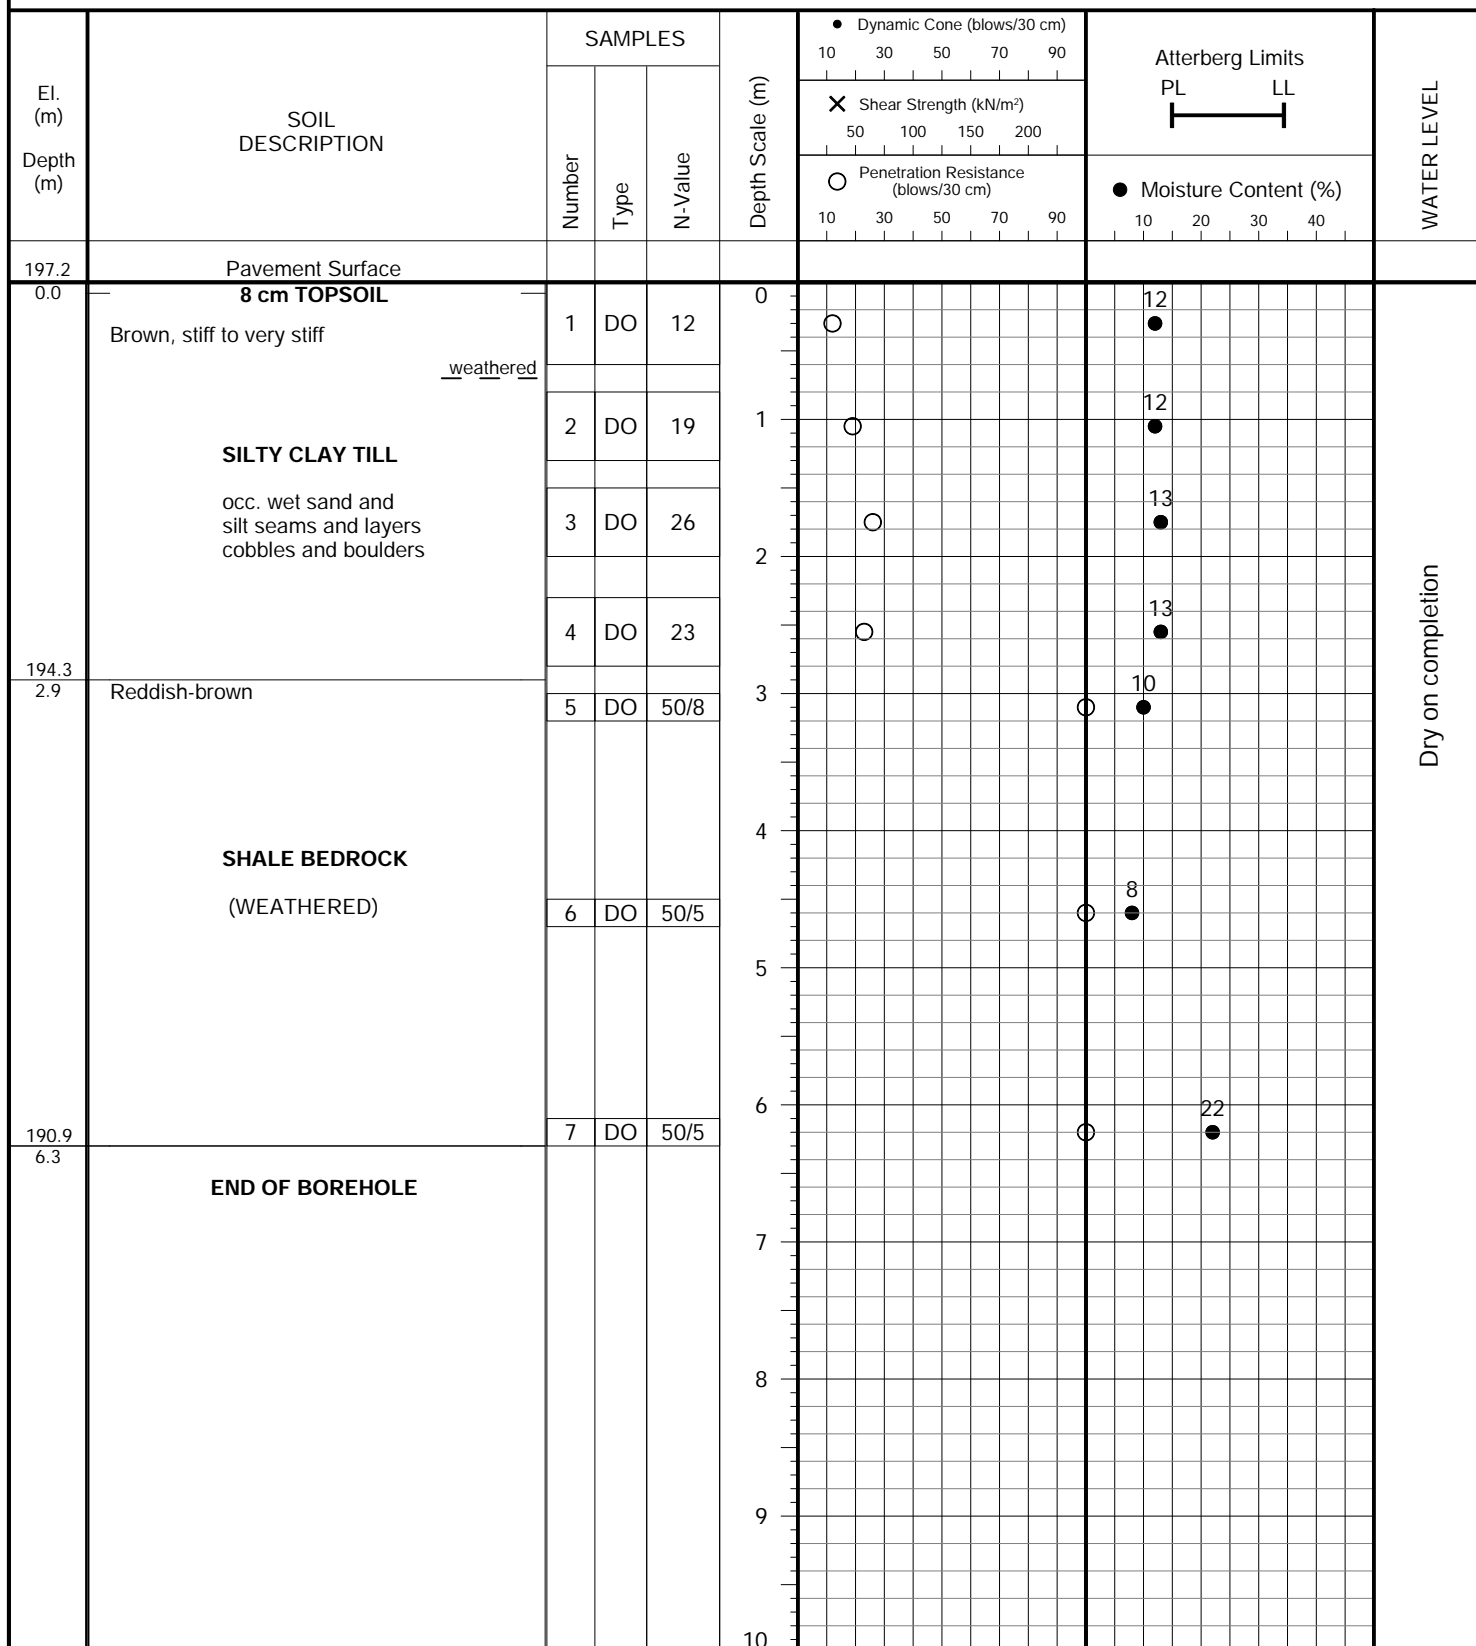 El.
(m)
Depth
(m)
SOIL
DESCRIPTION
SAMPLES
Number
Type
N-Value
Depth Scale (m)
Dynamic Cone (blows/30 cm)
10 30 50 70 90
Shear Strength (kN/m²)
50 100 150 200
Penetration Resistance
(blows/30 cm)
10 30 50 70 90
Atterberg Limits
PL LL
Moisture Content (%)
10 20 30 40
WATER LEVEL
197.2 Pavement Surface
0.0 8 cm TOPSOIL 0
Brown, stiff to very stiff
1 DO 12 12
weathered
2 DO 19 1 12
SILTY CLAY TILL
occ. wet sand and
silt seams and layers
cobbles and boulders
3 DO 26 13
2
4 DO 23 13
194.3
2.9 Reddish-brown 3
5 DO 50/8 10
4
SHALE BEDROCK
(WEATHERED)
6 DO 50/5 8
5
6
190.9 7 DO 50/5 22
6.3
END OF BOREHOLE
7
8
9
10
Dry on completion